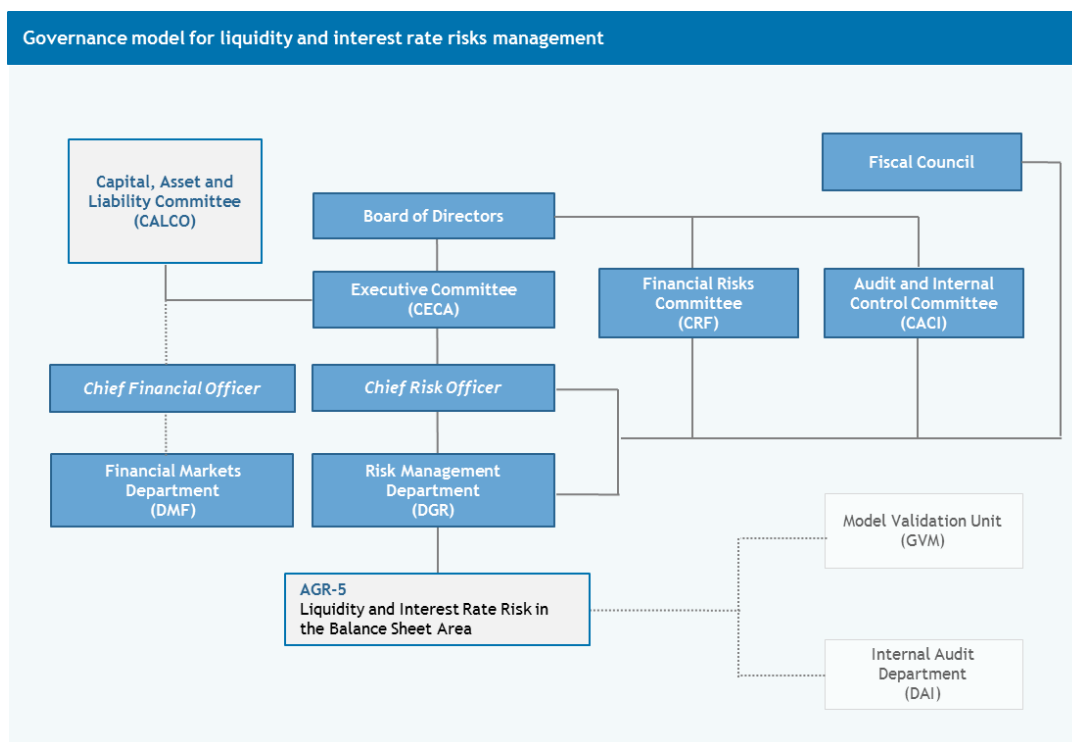 Governance model for liquidity and interest rate risks management
Fiscal Council
Capital, Asset and
Liability Committee
(CALCO)
Board of Directors
Executive Committee
(CECA)
Financial Risks
Committee
(CRF)
Audit and Internal
Control Committee
(CACI)
Chief Financial Officer
Chief Risk Officer
Financial Markets
Department
(DMF)
Risk Management
Department
(DGR)
Model Validation Unit
(GVM)
AGR-5
Liquidity and Interest Rate Risk in
the Balance Sheet Area
Internal Audit
Department
(DAI)